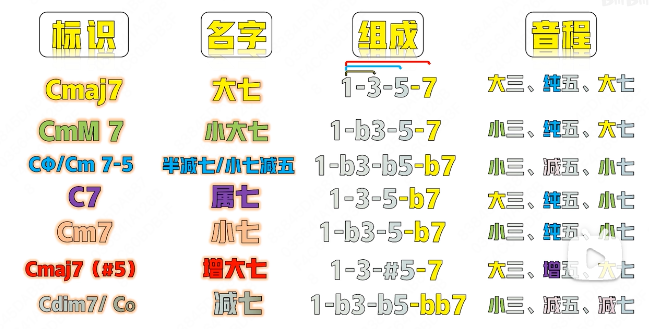 标识 名字 组成 音程
Cmaj7 大七 1-3-5-7 大三、纯五、大七
CmM 7 小大七 1-b3-5-7 小三、纯五、大七
CΦ/Cm 7-5 半减七/小七减五 1-b3-b5-b7 小三、减五、小七
C7 属七 1-3-5-b7 大三、纯五、小七
Cm7 小七 1-b3-5-b7 小三、纯五、小七
Cmaj7（#5） 增大七 1-3-#5-7 大三、增五、大七
Cdim7/ Co 减七 1-b3-b5-bb7 小三、减五、减七